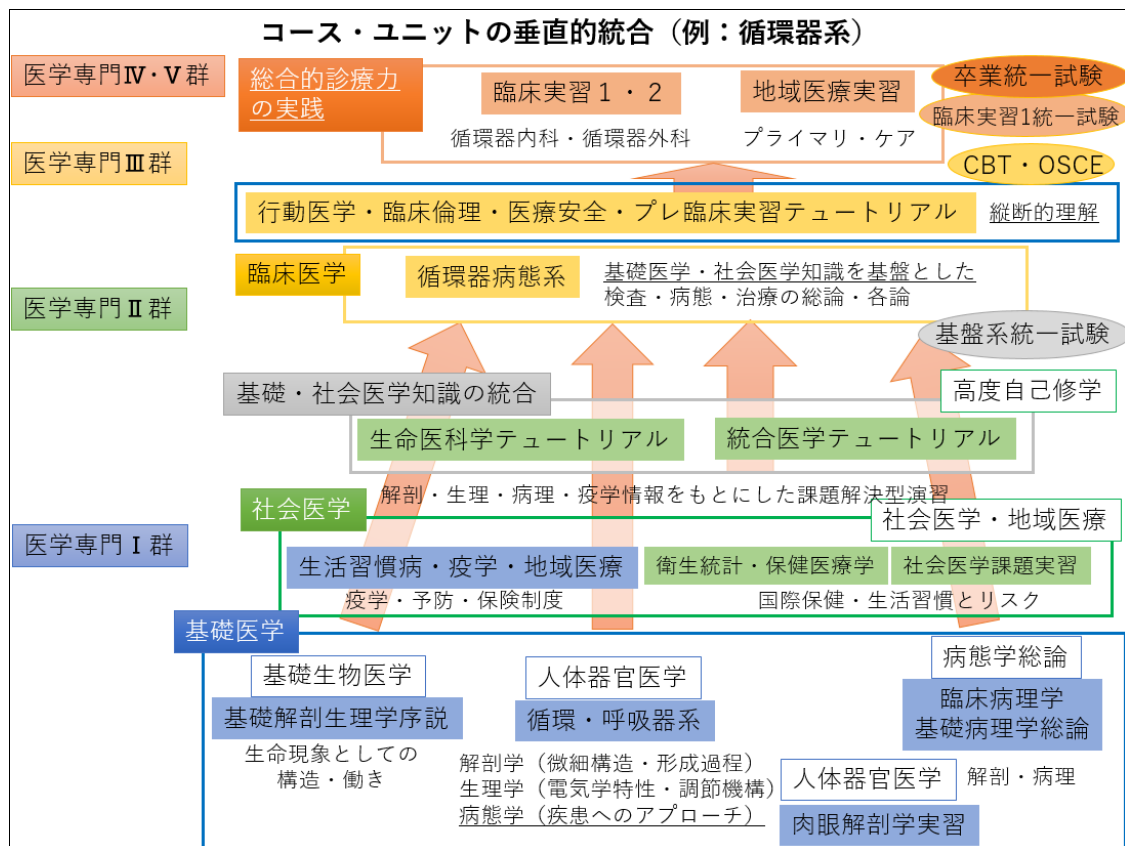 コース・ユニットの垂直的統合（例：循環器系）
医学専門Ⅳ・Ⅴ群
総合的診療力
の実践
臨床実習１・２
地域医療実習
卒業統一試験
臨床実習1統一試験
循環器内科・循環器外科
プライマリ・ケア
医学専門Ⅲ群
CBT・OSCE
行動医学・臨床倫理・医療安全・プレ臨床実習テュートリアル
縦断的理解
臨床医学
循環器病態系
基礎医学・社会医学知識を基盤とした
検査・病態・治療の総論・各論
医学専門Ⅱ群
基盤系統一試験
基礎・社会医学知識の統合
高度自己修学
生命医科学テュートリアル
統合医学テュートリアル
解剖・生理・病理・疫学情報をもとにした課題解決型演習
社会医学
社会医学・地域医療
医学専門Ⅰ群
生活習慣病・疫学・地域医療
衛生統計・保健医療学
社会医学課題実習
疫学・予防・保険制度
国際保健・生活習慣とリスク
基礎医学
基礎生物医学
人体器官医学
病態学総論
基礎解剖生理学序説
循環・呼吸器系
臨床病理学
基礎病理学総論
生命現象としての
構造・働き
解剖学（微細構造・形成過程）
生理学（電気学特性・調節機構）
病態学（疾患へのアプローチ）
人体器官医学
解剖・病理
肉眼解剖学実習